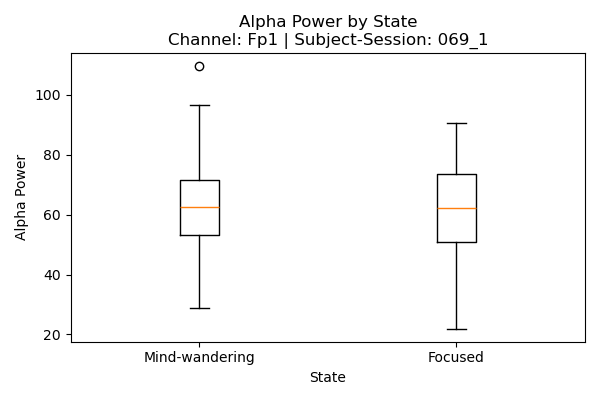 Alpha Power by State
Channel: Fp1 | Subject-Session: 069_1
100
80
60
40
20
Alpha Power
Mind-wandering
Focused
State